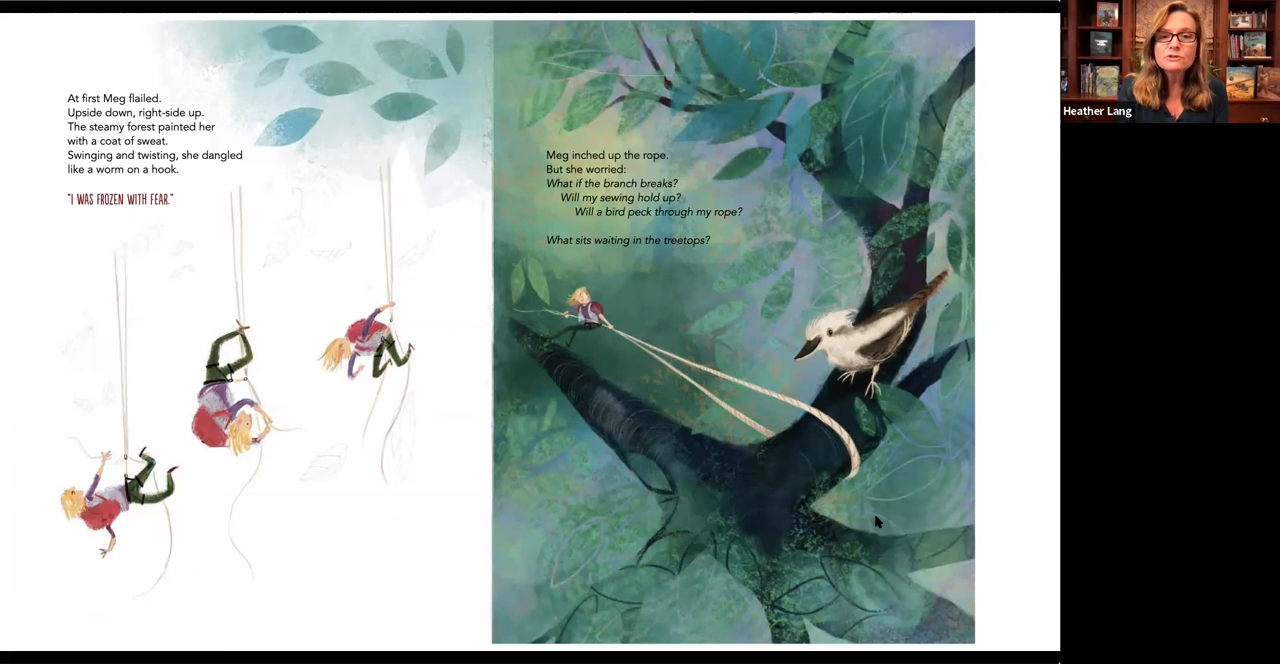 At first Meg flailed.
Upside down, right-side up.
The steamy forest painted her
with a coat of sweat.
Swinging and twisting, she dangled
like a worm on a hook.
"I WAS FROZEN WITH FEAR."
Meg inched up the rope.
But she worried:
What if the branch breaks?
Will my sewing hold up?
Will a bird peck through my rope?
What sits waiting in the treetops?
Heather Lang